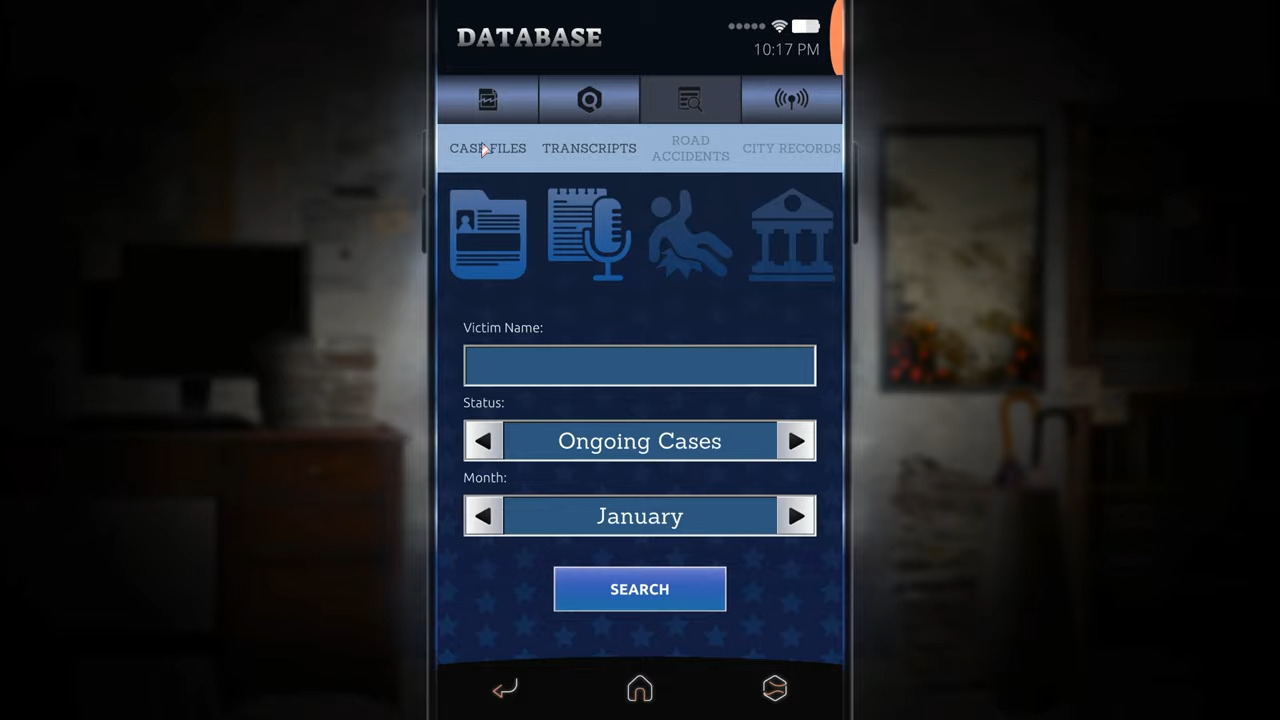 DATABASE
10:17 PM
CASE FILES
TRANSCRIPTS
ROAD
ACCIDENTS
CITY RECORDS
Victim Name:
Status:
Ongoing Cases
Month:
January
SEARCH